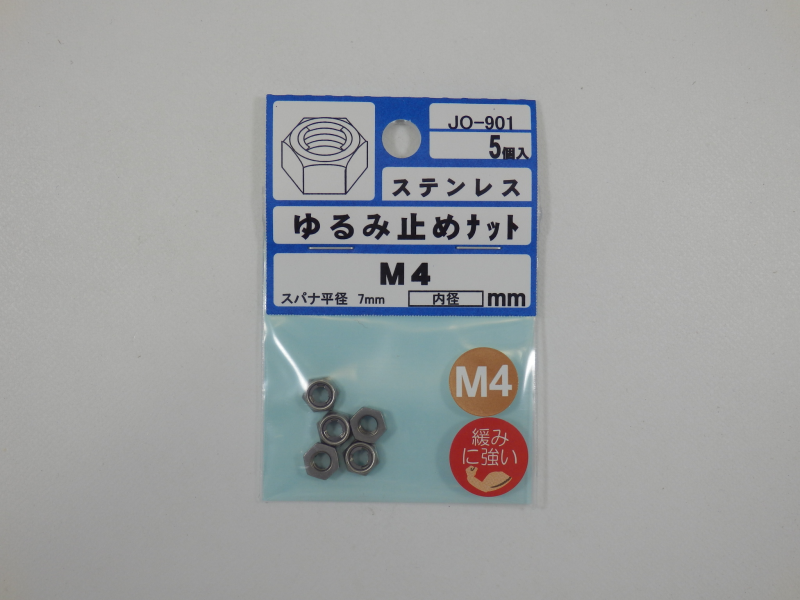 JO-901
5個入
ステンレス
ゆるみ止めナット
M4
スパナ平径 7mm 内径 mm
M4
緩み
に強い